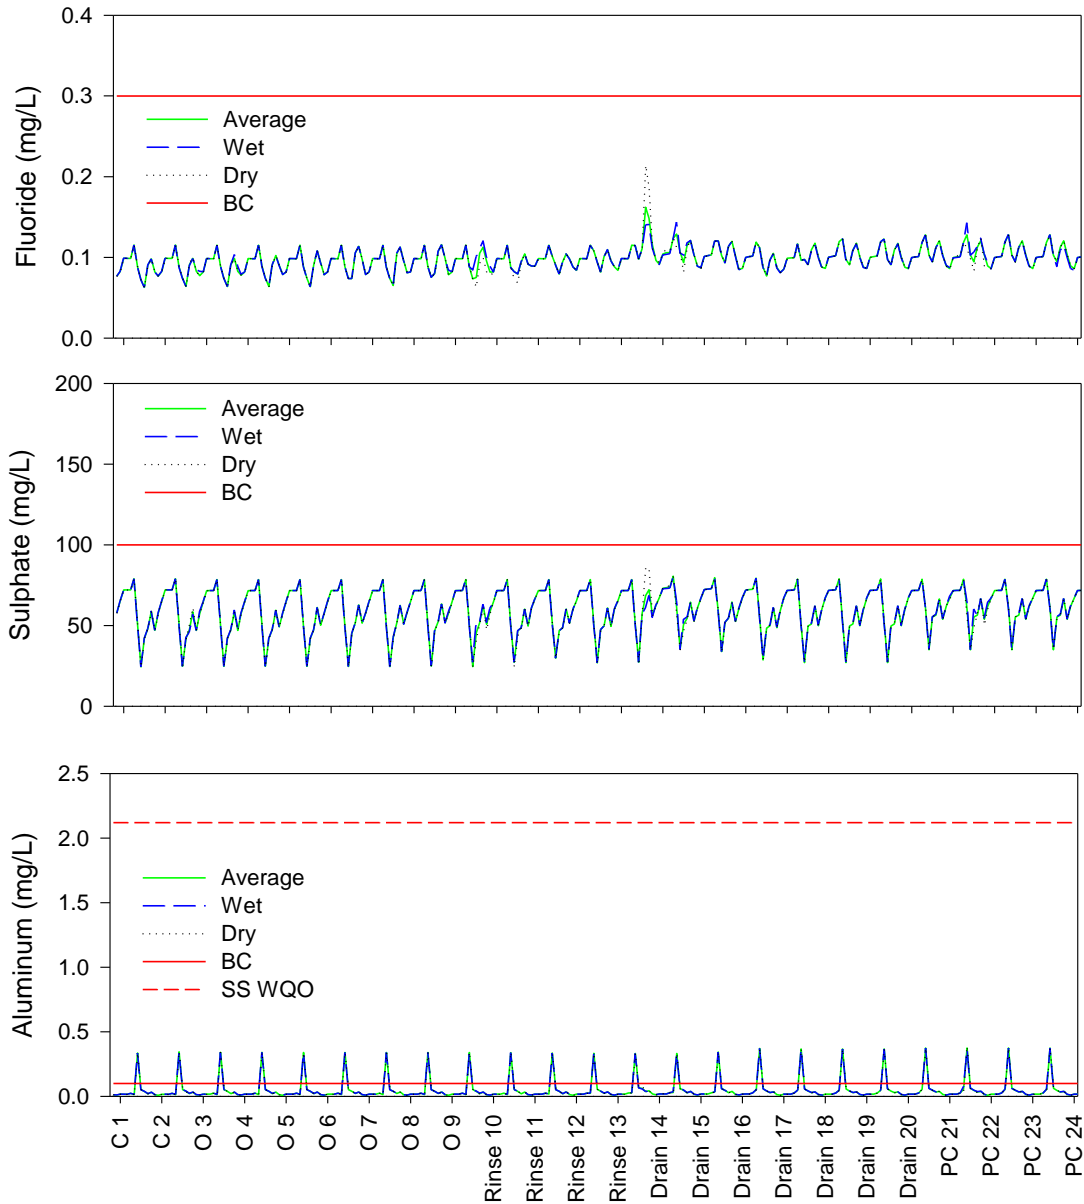 0.4
0.3
0.2
0.1
0.0
Fluoride (mg/L)
Average
Wet
Dry
BC
200
150
100
50
0
Sulphate (mg/L)
Average
Wet
Dry
BC
2.5
2.0
1.5
1.0
0.5
0.0
Aluminum (mg/L)
Average
Wet
Dry
BC
SS WQO
C 1
C 2
O 3
O 4
O 5
O 6
O 7
O 8
O 9
Rinse 10
Rinse 11
Rinse 12
Rinse 13
Drain 14
Drain 15
Drain 16
Drain 17
Drain 18
Drain 19
Drain 20
PC 21
PC 22
PC 23
PC 24